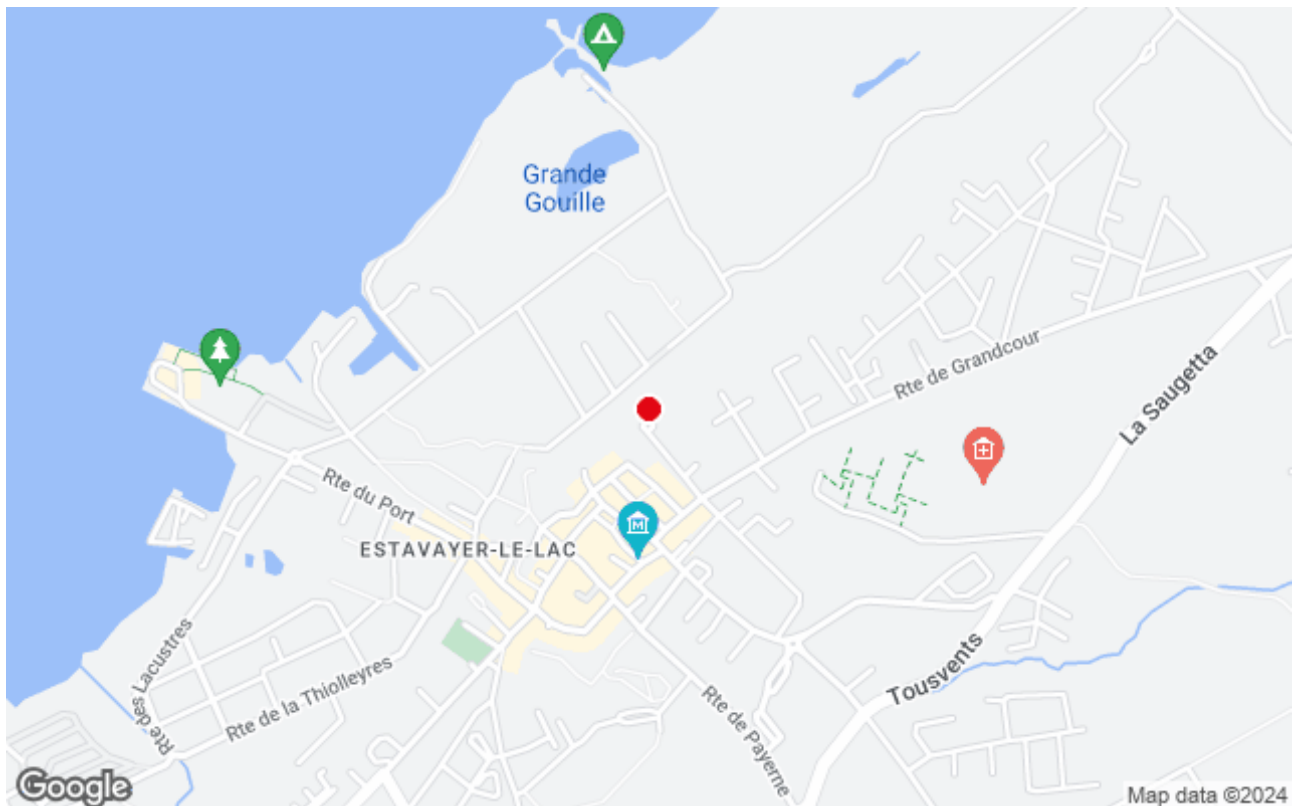 Grande
Gouille
Rte de Grandcour
La Saugetta
Rte du Port
ESTAVAYER-LE-LAC
M
Rte des Lacustres
Rte de la Thiolleyres
Tousvents
Rte de Payerne
Google
Map data ©2024